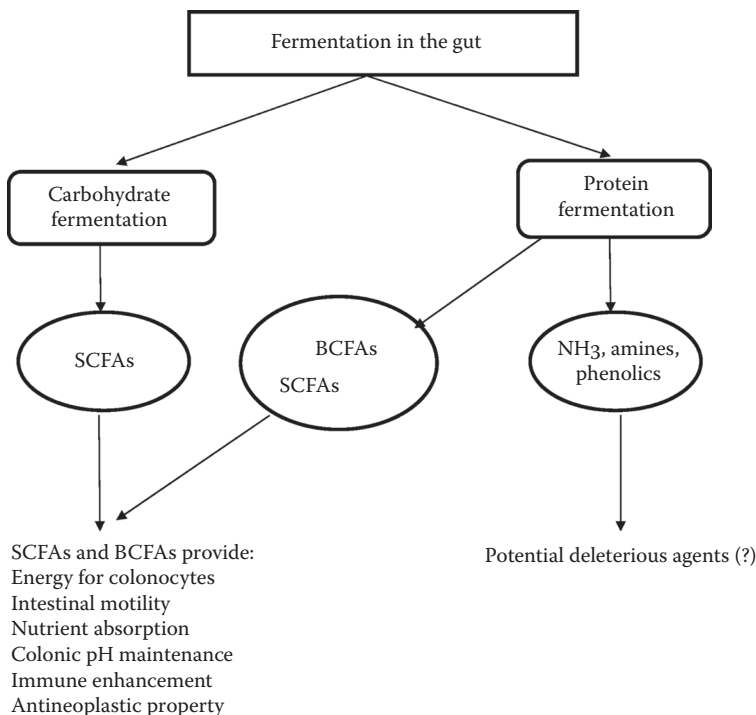 Fermentation in the gut
Carbohydrate
fermentation
Protein
fermentation
SCFAs
BCFAs
SCFAs
NH3, amines,
phenolics
SCFAs and BCFAs provide:
Energy for colonocytes
Intestinal motility
Nutrient absorption
Colonic pH maintenance
Immune enhancement
Antineoplastic property
Potential deleterious agents (?)